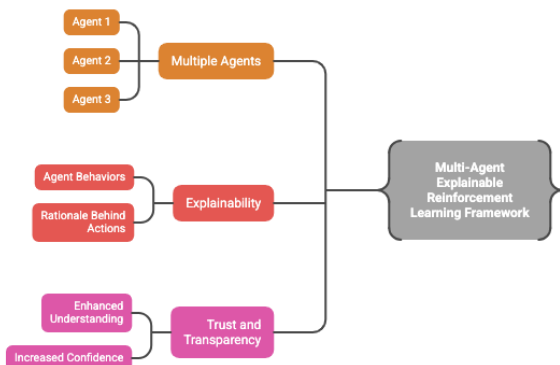 Agent 1
Agent 2
Agent 3
Multiple Agents
Agent Behaviors
Rationale Behind
Actions
Explainability
Enhanced
Understanding
Increased Confidence
Trust and
Transparency
Multi-Agent
Explainable
Reinforcement
Learning Framework